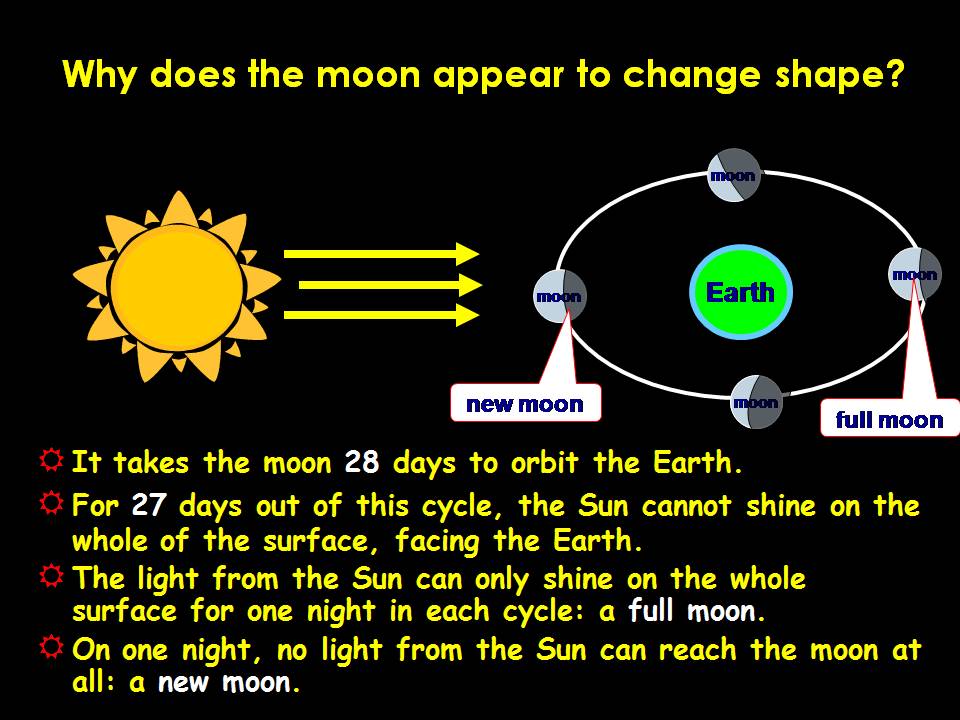 Why does the moon appear to change shape?
moon
moon
moon
Earth
moon
new moon
full moon
It takes the moon 28 days to orbit the Earth.
For 27 days out of this cycle, the Sun cannot shine on the
whole of the surface, facing the Earth.
The light from the Sun can only shine on the whole
surface for one night in each cycle: a full moon.
On one night, no light from the Sun can reach the moon at
all: a new moon.